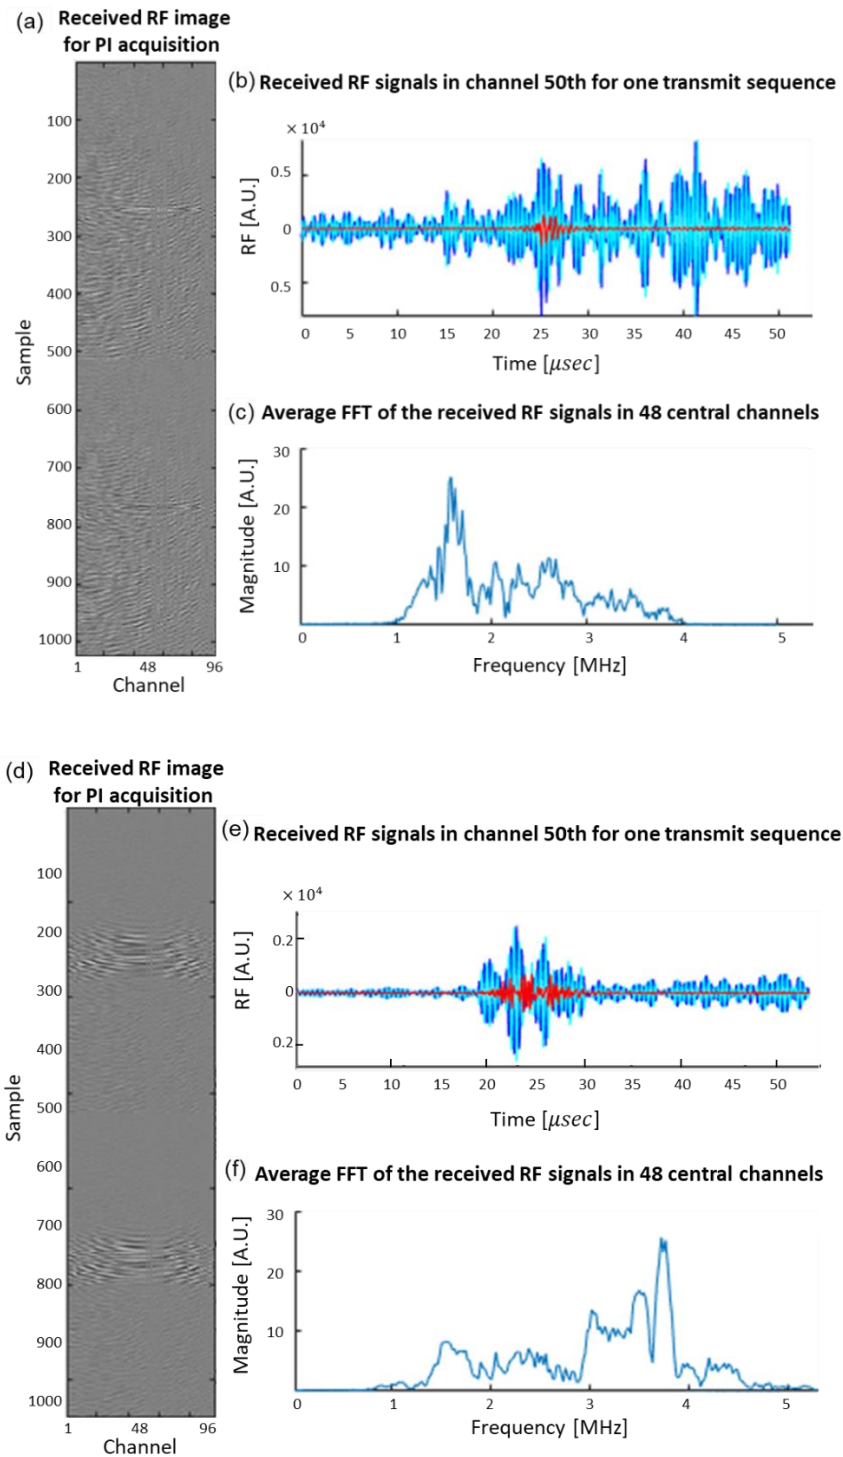 (a) Received RF image
for PI acquisition
100
200
300
400
500
600
700
800
900
1000
Sample
1 48 96
Channel
(b) Received RF signals in channel 50th for one transmit sequence
× 10⁴
0.5
0
0.5
RF [A.U.]
0 5 10 15 20 25 30 35 40 45 50
Time [μsec]
(c) Average FFT of the received RF signals in 48 central channels
30
20
10
Magnitude [A.U.]
0 1 2 3 4 5
Frequency [MHz]
(d) Received RF image
for PI acquisition
100
200
300
400
500
600
700
800
900
1000
Sample
1 48 96
Channel
(e) Received RF signals in channel 50th for one transmit sequence
× 10⁴
0.2
0
0.2
RF [A.U.]
0 5 10 15 20 25 30 35 40 45 50
Time [μsec]
(f) Average FFT of the received RF signals in 48 central channels
30
20
10
Magnitude [A.U.]
0 1 2 3 4 5
Frequency [MHz]